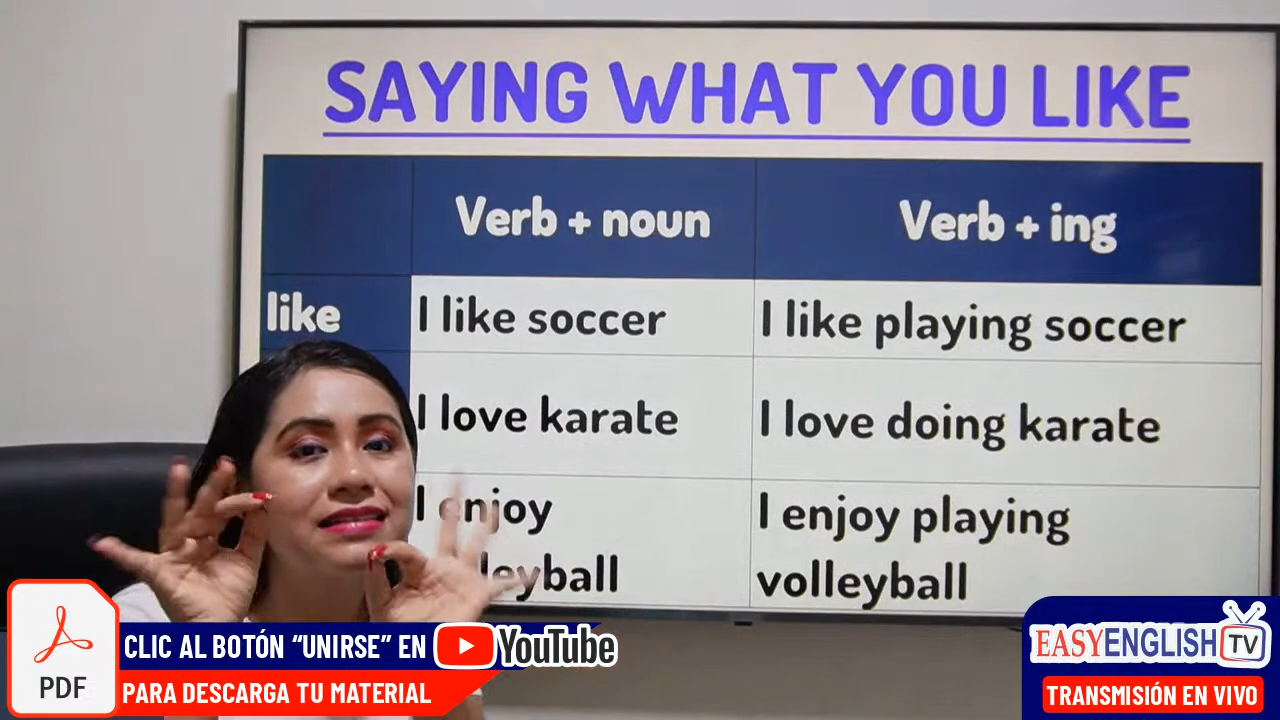 SAYING WHAT YOU LIKE
Verb + noun
Verb + ing
like
I like soccer
I like playing soccer
I love karate
I love doing karate
I enjoy
I enjoy playing
volleyball
PDF
CLIC AL BOTÓN “UNIRSE” EN YouTube
PARA DESCARGA TU MATERIAL
EASYENGLISH TV
TRANSMISIÓN EN VIVO